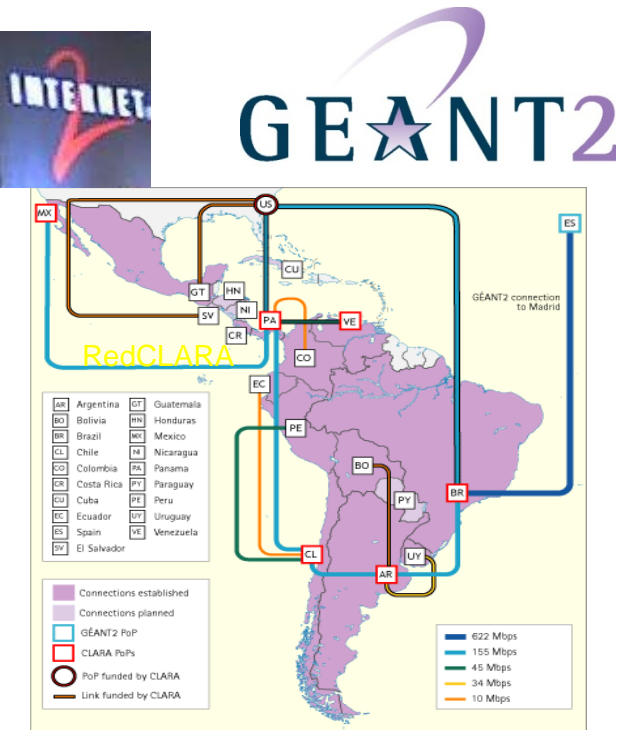 INTERNET
2
GEANT2
MX
US
ES
CU
GT
HN
GÉANT2 connection
to Madrid
SV
NI
PA
VE
CR
RedCLARA
CO
EC
PE
BO
PY
BR
CL
UY
AR
AR Argentina GT Guatemala
BO Bolivia HN Honduras
BR Brazil MX Mexico
CL Chile NI Nicaragua
CO Colombia PA Panama
CR Costa Rica PY Paraguay
CU Cuba PE Peru
EC Ecuador UY Uruguay
ES Spain VE Venezuela
SV El Salvador
Connections established
Connections planned
GÉANT2 PoP
CLARA PoPs
PoP funded by CLARA
Link funded by CLARA
622 Mbps
155 Mbps
45 Mbps
34 Mbps
10 Mbps